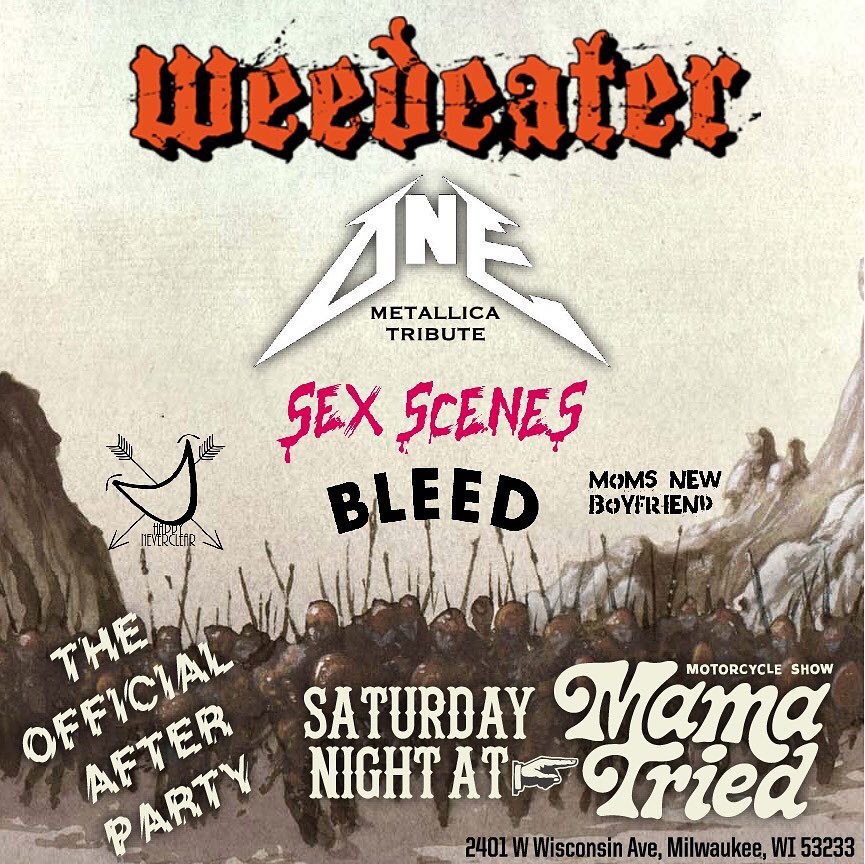 weedeater
ONE
METALLICA
TRIBUTE
SEX SCENES
HAPPY
NEVERCLEAR
BLEED
MOMS NEW
BOYFRIEND
THE
OFFICIAL
AFTER
PARTY
SATURDAY
NIGHT AT
MOTORCYCLE SHOW
Mama
Tried
2401 W Wisconsin Ave, Milwaukee, WI 53233